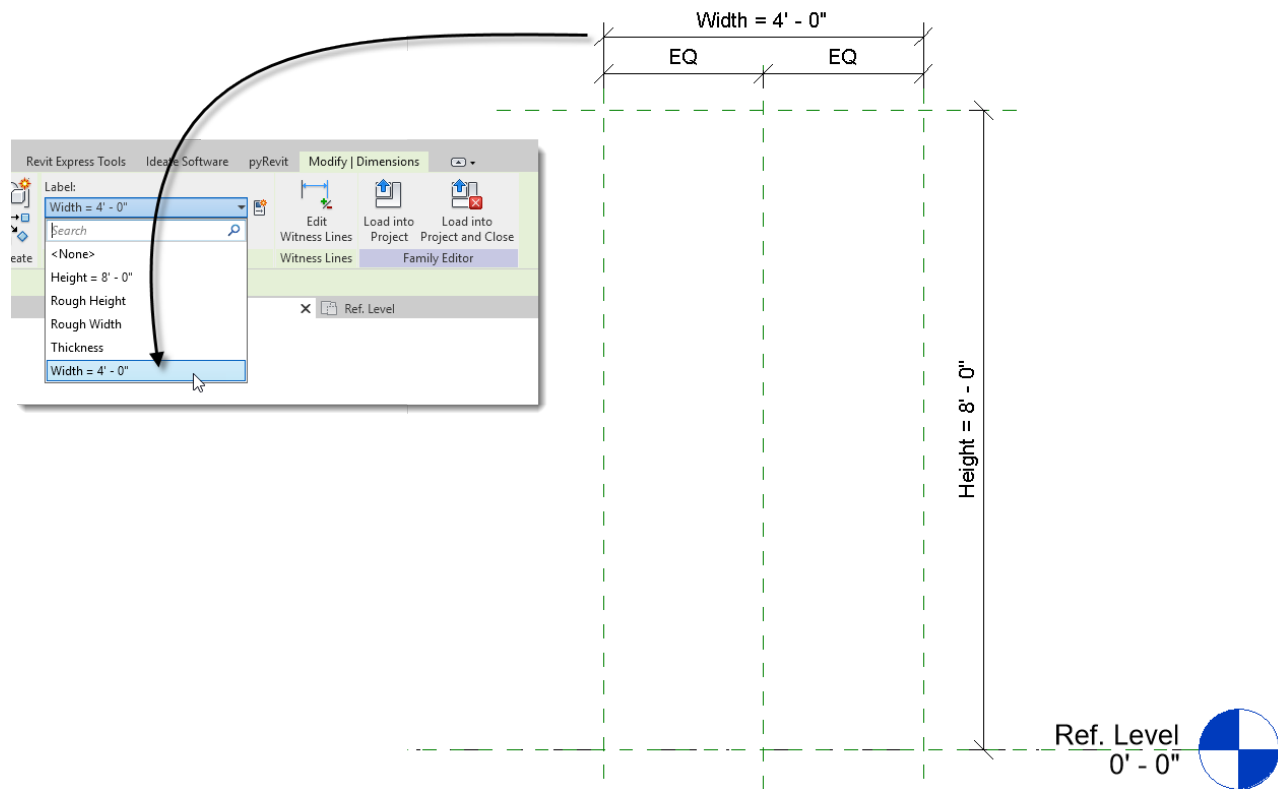 Width = 4' - 0"
EQ EQ
Revit Express Tools Ideate Software pyRevit Modify | Dimensions
Label:
Width = 4' - 0"
Search
<None>
Height = 8' - 0"
Rough Height
Rough Width
Thickness
Width = 4' - 0"
eate
Edit
Witness Lines
Load into
Project
Load into
Project and Close
Witness Lines Family Editor
Ref. Level
Height = 8' - 0"
Ref. Level
0' - 0"